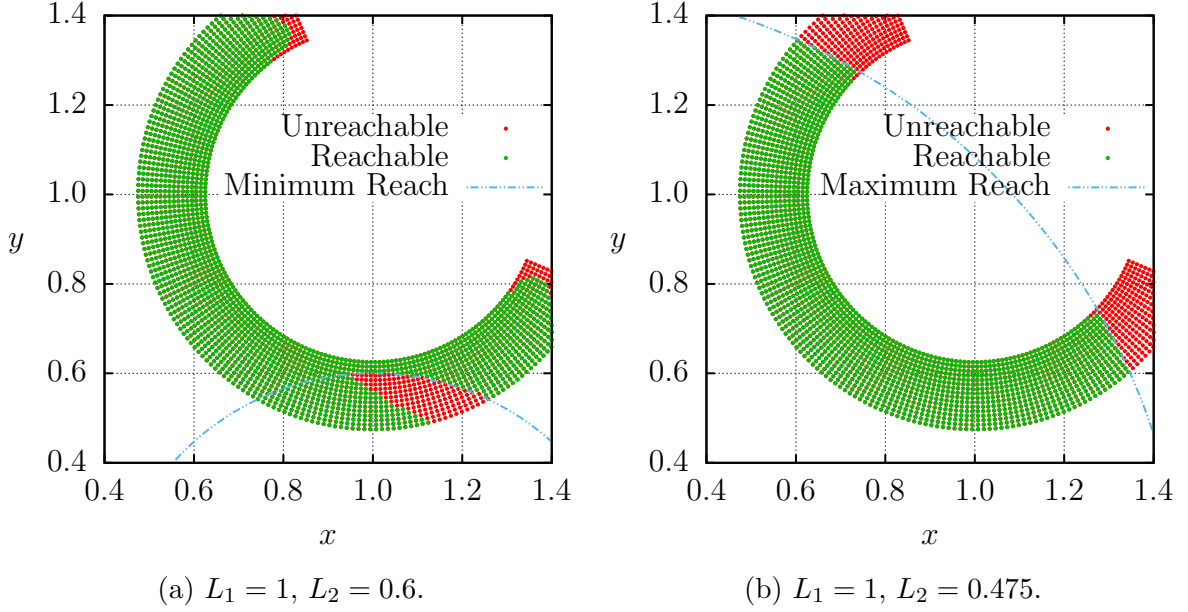 1.4
1.2
1.0
0.8
0.6
0.4
y
Unreachable
Reachable
Minimum Reach
0.4 0.6 0.8 1.0 1.2 1.4
x
(a) L₁ = 1, L₂ = 0.6.
1.4
1.2
1.0
0.8
0.6
0.4
y
Unreachable
Reachable
Maximum Reach
0.4 0.6 0.8 1.0 1.2 1.4
x
(b) L₁ = 1, L₂ = 0.475.